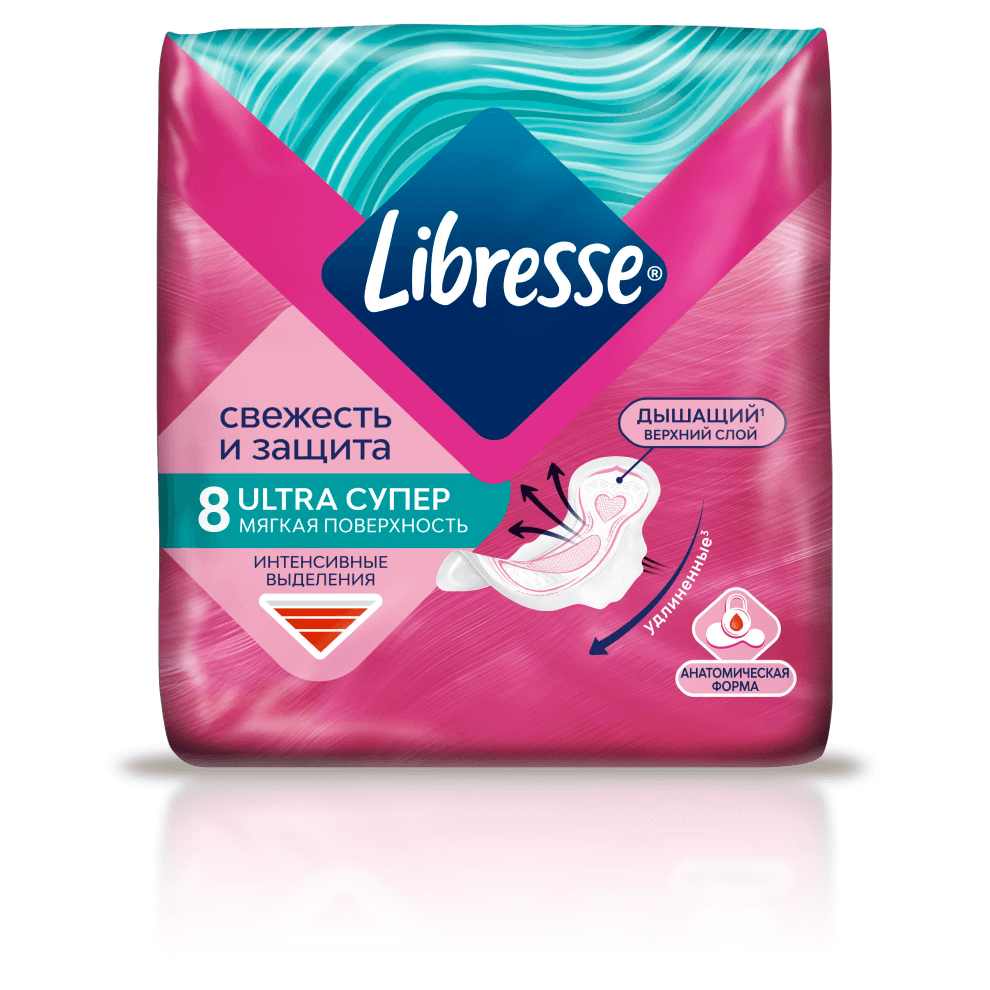 Libresse®
свежесть
и защита
8 ULTRA СУПЕР
МЯГКАЯ ПОВЕРХНОСТЬ
ИНТЕНСИВНЫЕ
ВЫДЕЛЕНИЯ
ДЫШАЩИЙ¹
ВЕРХНИЙ СЛОЙ
удлиненные³
АНАТОМИЧЕСКАЯ
ФОРМА